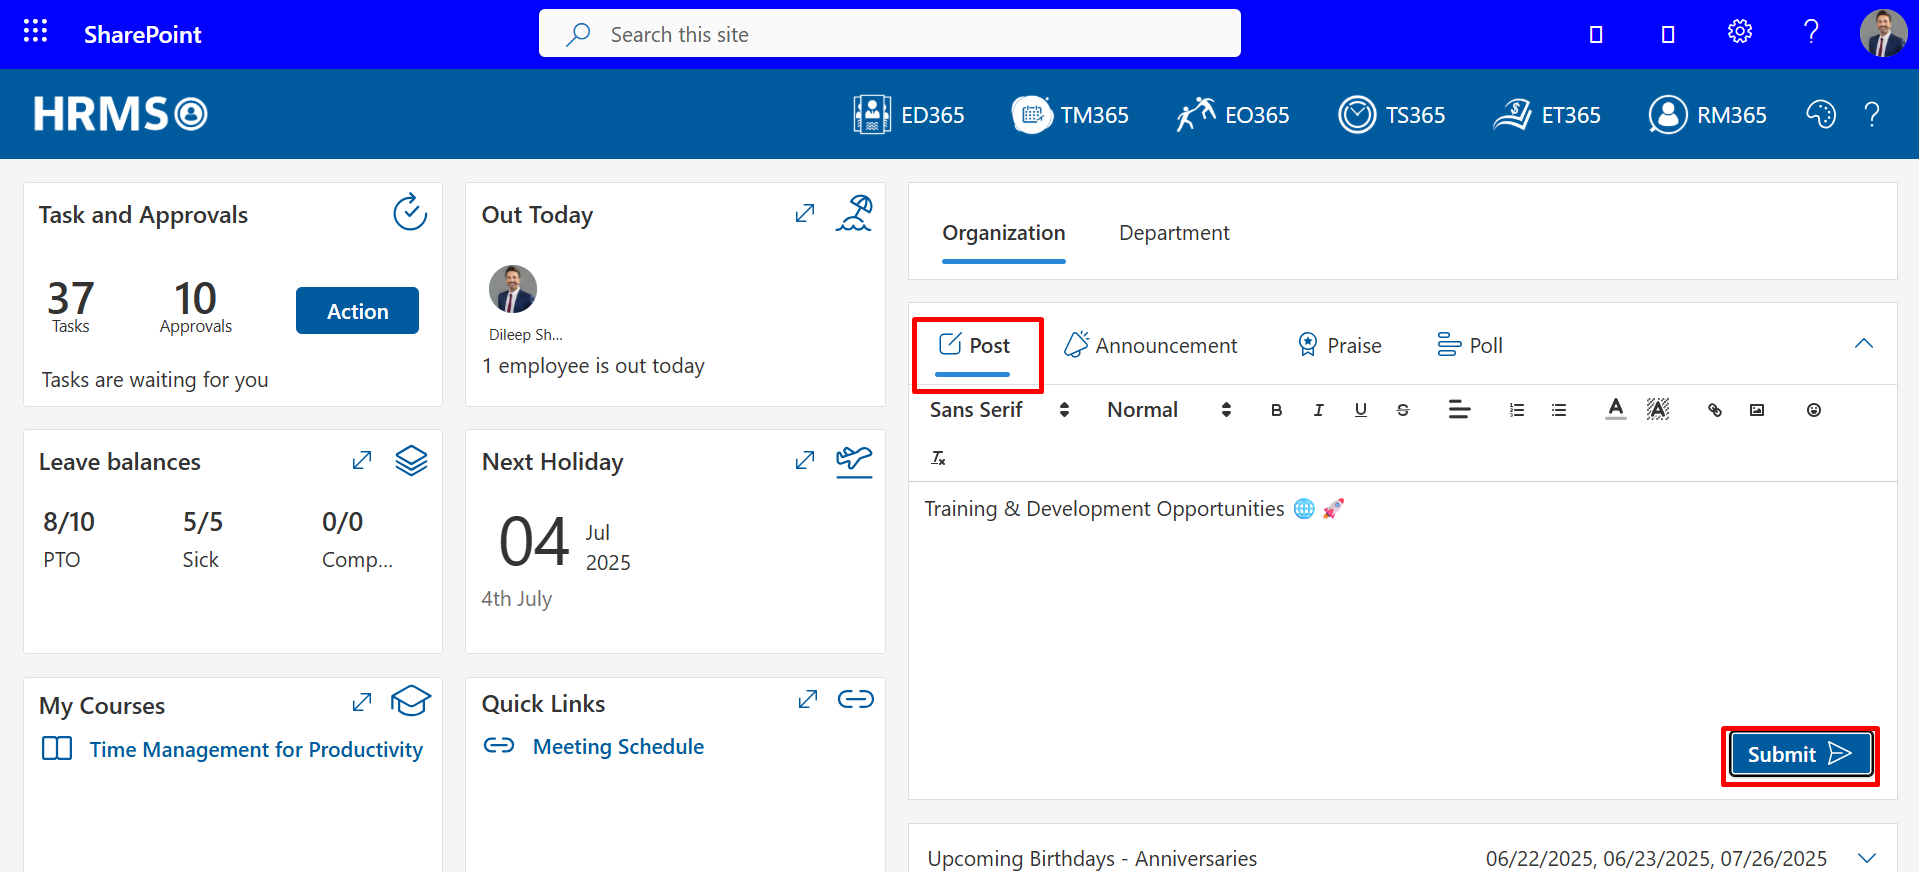 SharePoint
Search this site
HRMS
ED365
TM365
EO365
TS365
ET365
RM365
Task and Approvals
37
Tasks
10
Approvals
Action
Tasks are waiting for you
Out Today
Dileep Sh...
1 employee is out today
Leave balances
8/10
PTO
5/5
Sick
0/0
Comp...
Next Holiday
04
Jul
2025
4th July
My Courses
Time Management for Productivity
Quick Links
Meeting Schedule
Organization
Department
Post
Announcement
Praise
Poll
Sans Serif
Normal
Training & Development Opportunities 🌐 🚀
Submit
Upcoming Birthdays - Anniversaries
06/22/2025, 06/23/2025, 07/26/2025